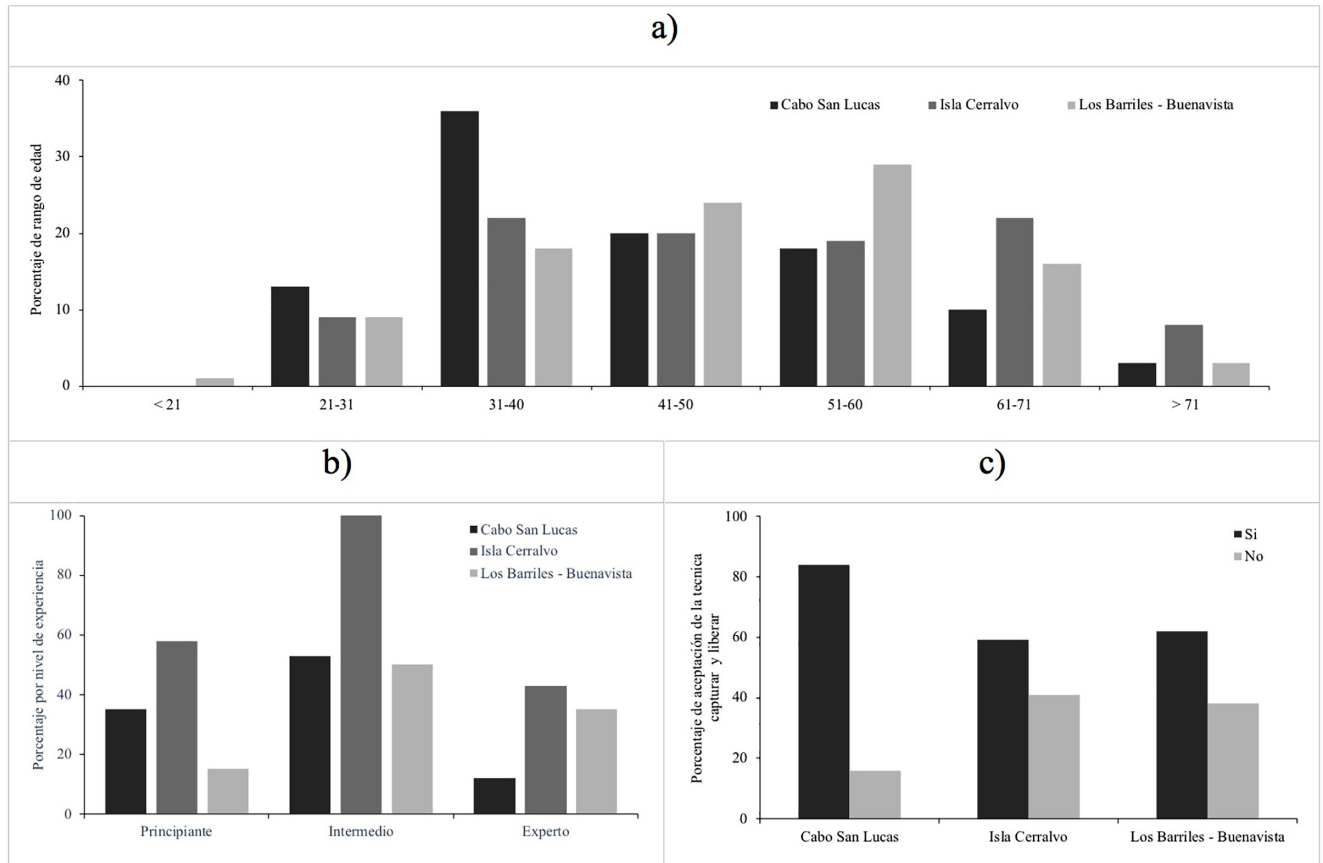 a)
40
30
20
10
0
Porcentaje de rango de edad
Cabo San Lucas
Isla Cerralvo
Los Barriles - Buenavista
< 21
21-31
31-40
41-50
51-60
61-71
> 71
b)
100
80
60
40
20
0
Porcentaje por nivel de experiencia
Cabo San Lucas
Isla Cerralvo
Los Barriles - Buenavista
Principiante
Intermedio
Experto
c)
100
80
60
40
20
0
Porcentaje de aceptación de la tecnica
capturar y liberar
Si
No
Cabo San Lucas
Isla Cerralvo
Los Barriles - Buenavista